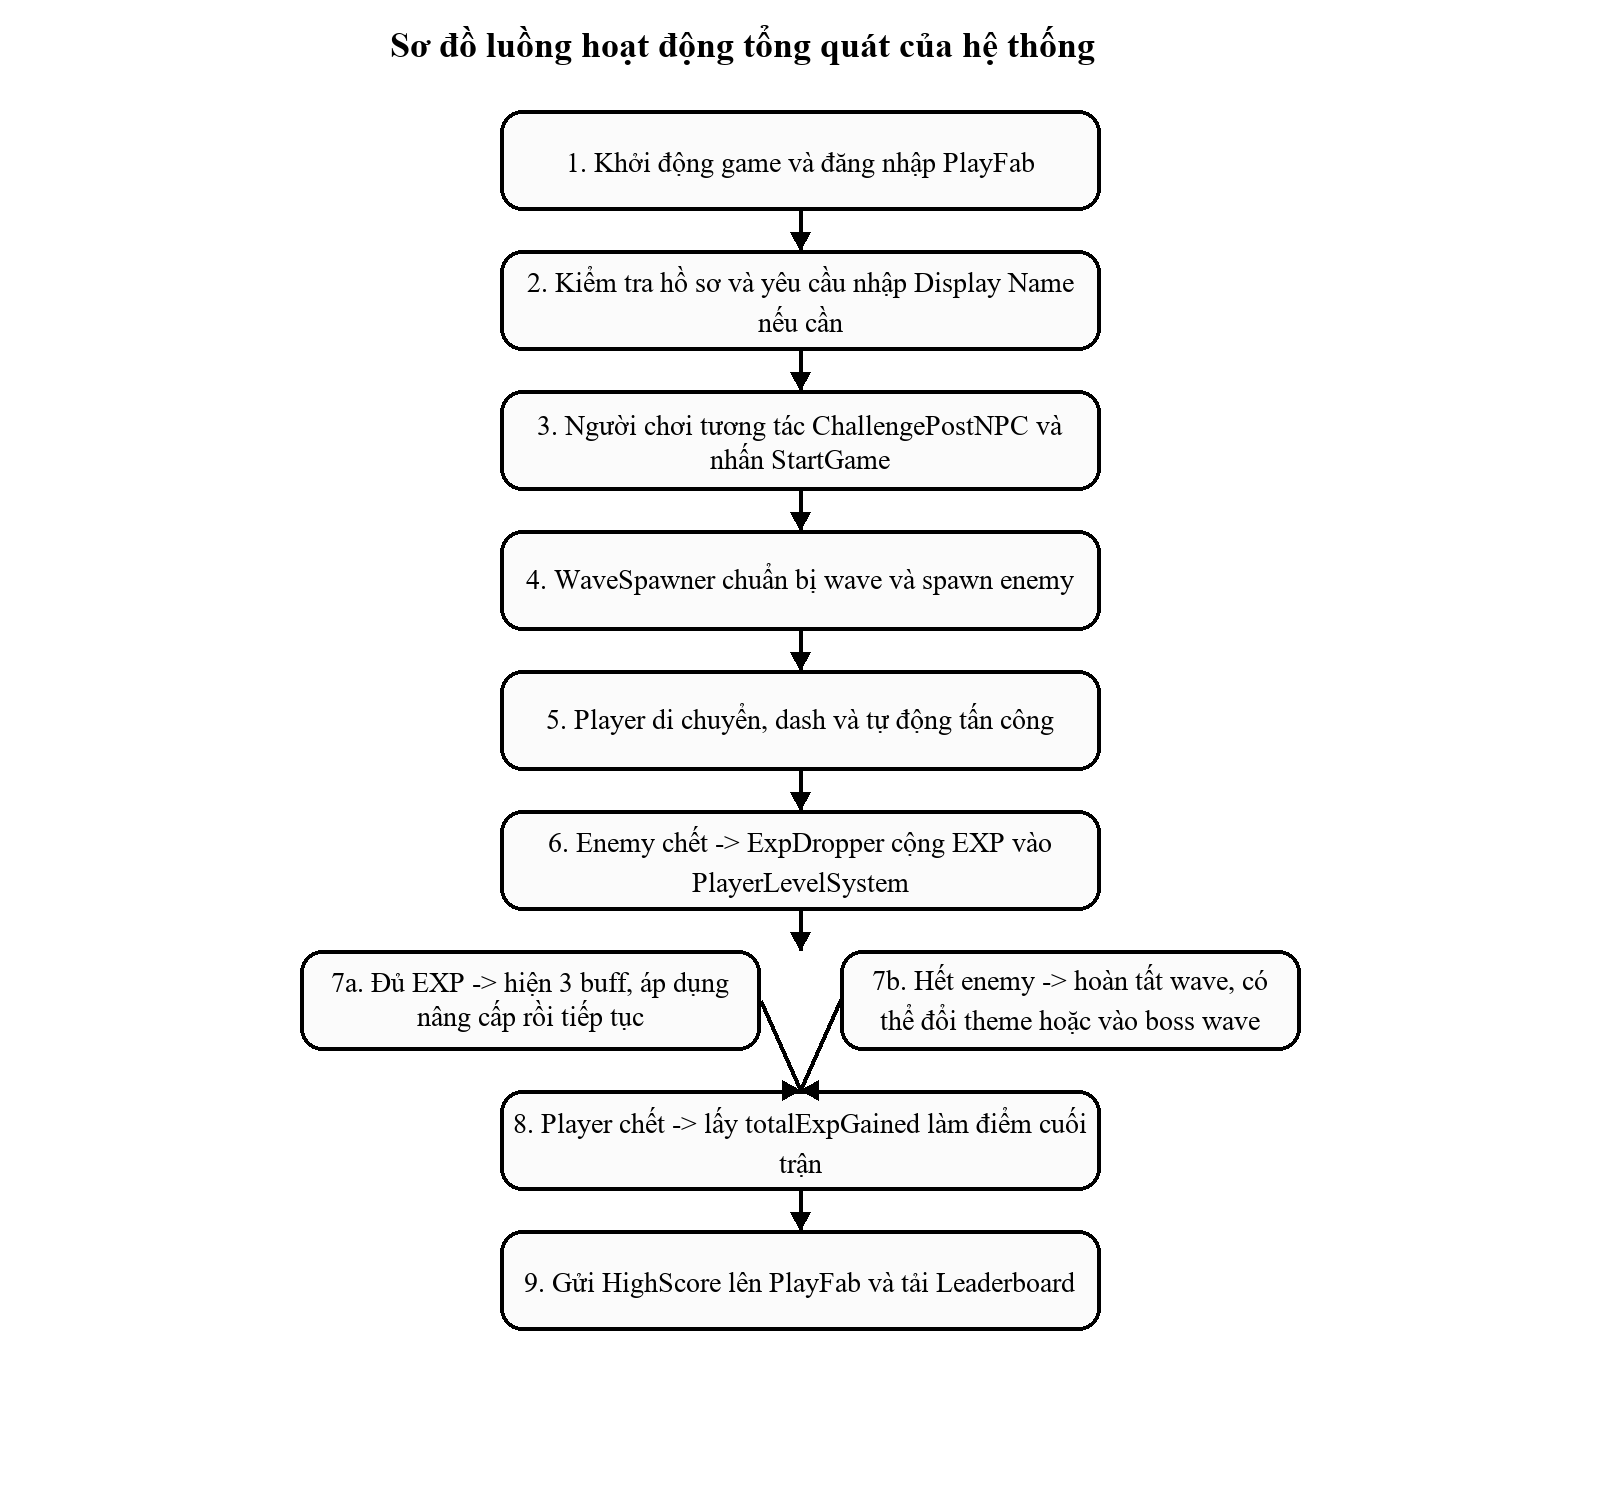 Sơ đồ luồng hoạt động tổng quát của hệ thống
1. Khởi động game và đăng nhập PlayFab
2. Kiểm tra hồ sơ và yêu cầu nhập Display Name
nếu cần
3. Người chơi tương tác ChallengePostNPC và
nhấn StartGame
4. WaveSpawner chuẩn bị wave và spawn enemy
5. Player di chuyển, dash và tự động tấn công
6. Enemy chết -> ExpDropper cộng EXP vào
PlayerLevelSystem
7a. Đủ EXP -> hiện 3 buff, áp dụng
nâng cấp rồi tiếp tục
7b. Hết enemy -> hoàn tất wave, có
thể đổi theme hoặc vào boss wave
8. Player chết -> lấy totalExpGained làm điểm cuối
trận
9. Gửi HighScore lên PlayFab và tải Leaderboard